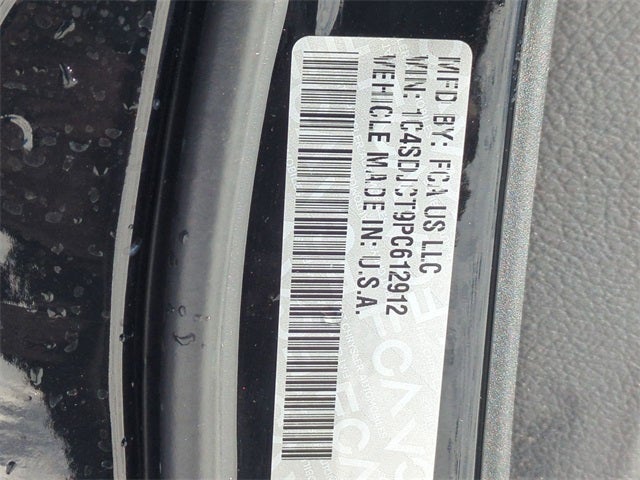 MFD BY: FCA US LLC
VIN: 1C4SDJCT9PC612912
VEHICLE MADE IN: U.S.A.